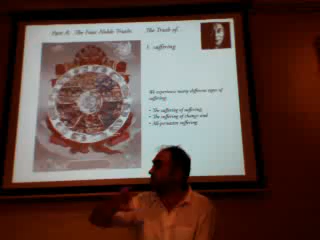 Part A: The Four Noble Truths
The Truth of...
1. suffering
We experience many different types of
suffering:
• The suffering of suffering
• The suffering of change and
• All-pervasive suffering